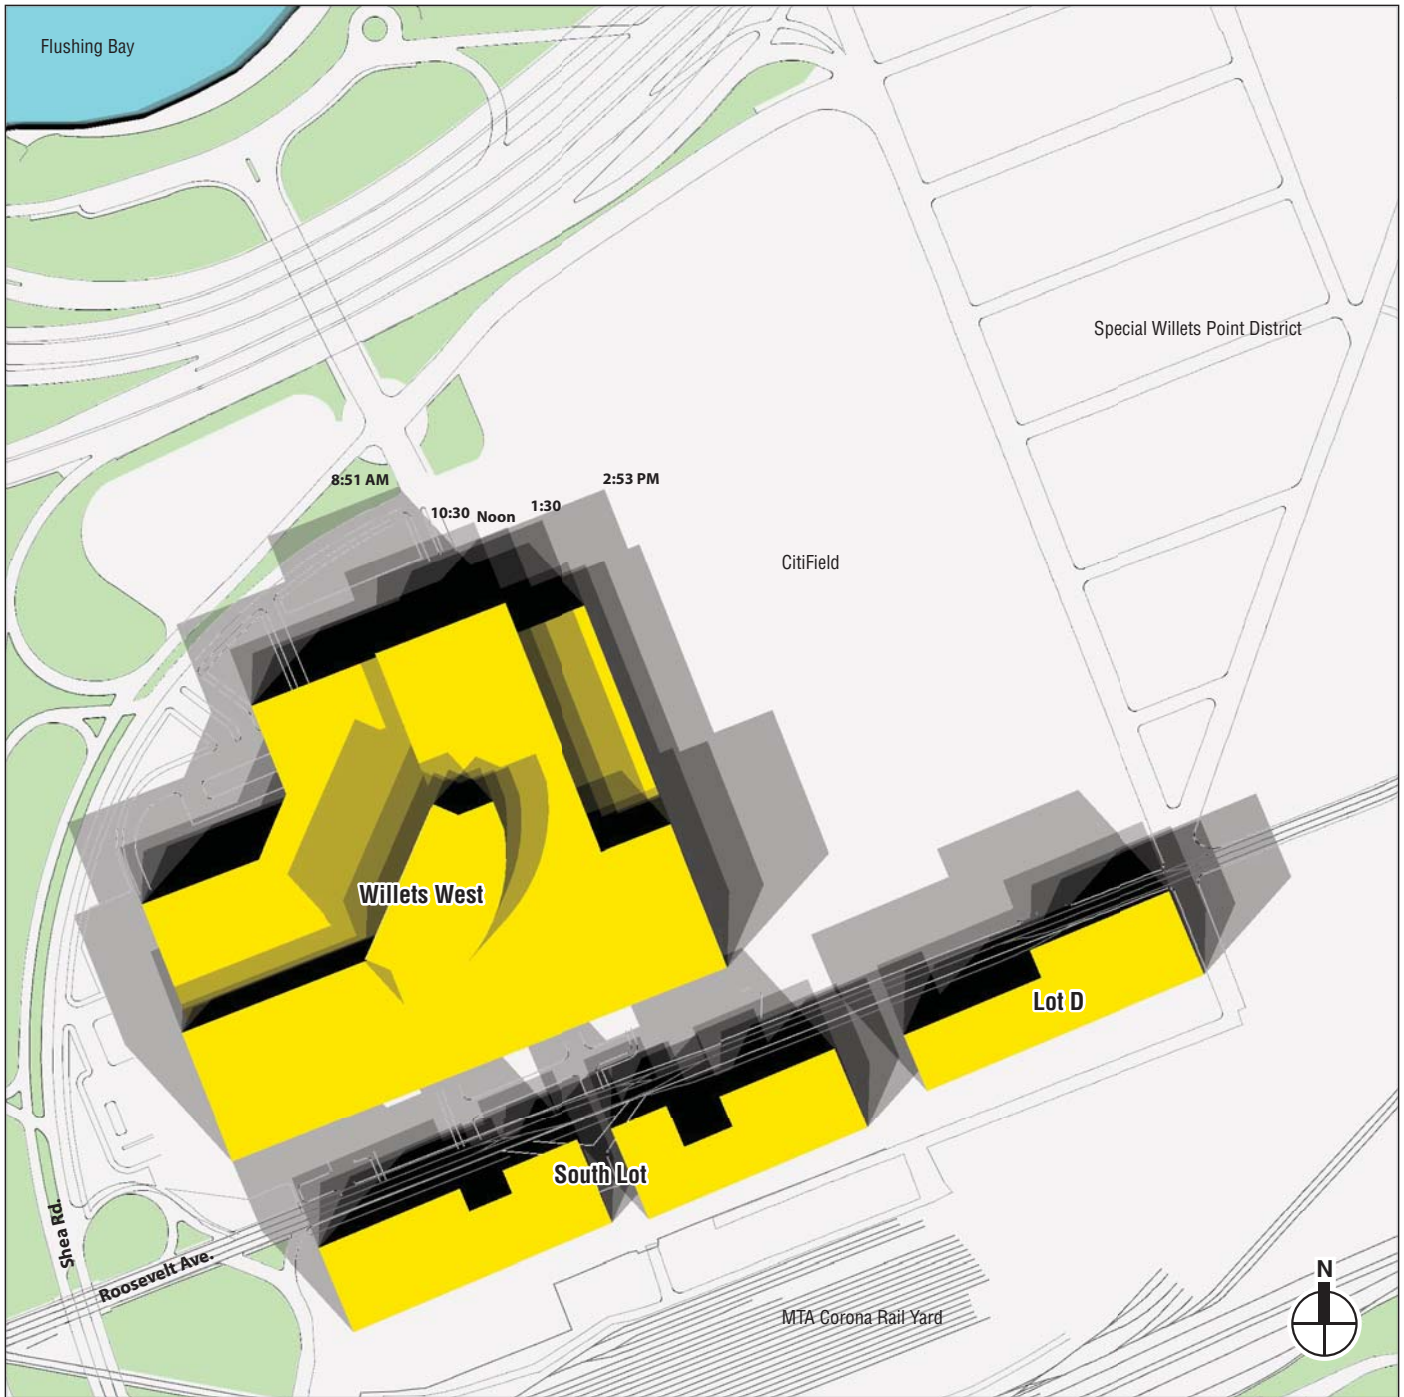 Flushing Bay
Special Willets Point District
8:51 AM
10:30
Noon
1:30
2:53 PM
CitiField
Willets West
Lot D
South Lot
Shea Rd.
Roosevelt Ave.
MTA Corona Rail Yard
N